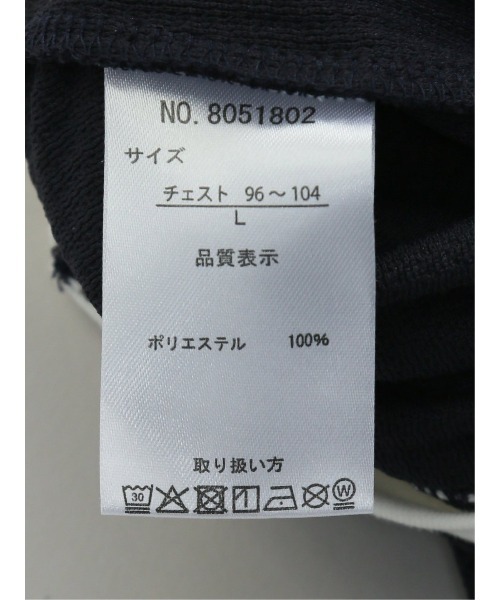 NO.8051802
サイズ
チェスト 96～104
L
品質表示
ポリエステル 100%
取り扱い方
30 W